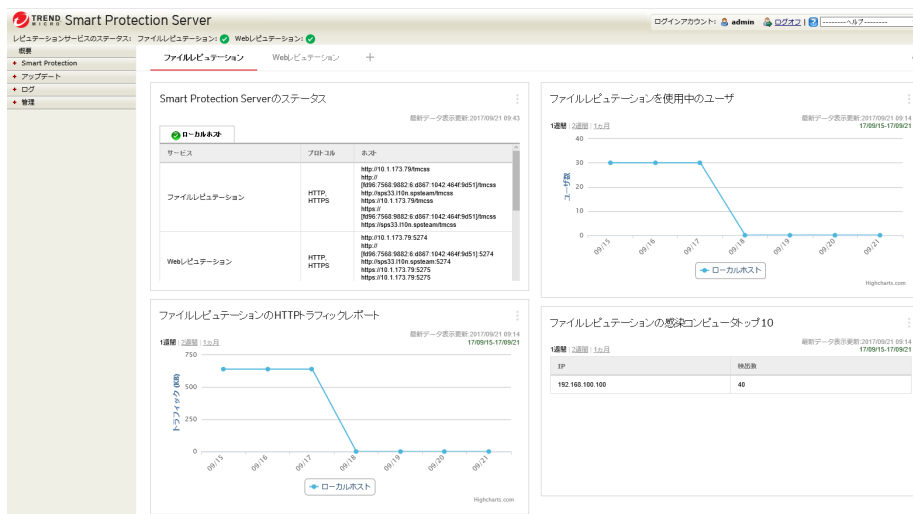 TREND MICRO Smart Protection Server
ログインアカウント: admin ログオフ | ? --------ヘルプ--------
レピュテーションサービスのステータス: ファイルレピュテーション: Webレピュテーション:
概要
Smart Protection
アップデート
ログ
管理
ファイルレピュテーション Webレピュテーション +
Smart Protection Serverのステータス
最新データ表示更新:2017/09/21 09:43
ローカルホスト
サービス プロトコル ホスト
ファイルレピュテーション
HTTP,
HTTPS
http://10.1.173.79/tmcss
http://
[fd96:7568:9882:6:d867:1042:464f:9d51]/tmcss
http://sps33.l10n.spsteam/tmcss
https://10.1.173.79/tmcss
https://
[fd96:7568:9882:6:d867:1042:464f:9d51]/tmcss
https://sps33.l10n.spsteam/tmcss
Webレピュテーション
HTTP,
HTTPS
http://10.1.173.79:5274
http://
[fd96:7568:9882:6:d867:1042:464f:9d51]:5274
http://sps33.l10n.spsteam:5274
https://10.1.173.79:5275
https://10.1.173.79:5275
ファイルレピュテーションを使用中のユーザ
最新データ表示更新:2017/09/21 09:14
1週間 | 2週間 | 1ヵ月 17/09/15-17/09/21
ユーザ数
40
30
20
10
0
09/15 09/16 09/17 09/18 09/19 09/20 09/21
ローカルホスト
Highcharts.com
ファイルレピュテーションのHTTPトラフィックレポート
最新データ表示更新:2017/09/21 09:14
1週間 | 2週間 | 1ヵ月 17/09/15-17/09/21
トラフィック (KB)
750
500
250
0
09/15 09/16 09/17 09/18 09/19 09/20 09/21
ローカルホスト
Highcharts.com
ファイルレピュテーションの感染コンピュータトップ10
最新データ表示更新:2017/09/21 09:14
1週間 | 2週間 | 1ヵ月 17/09/15-17/09/21
IP 検出数
192.168.100.100 40